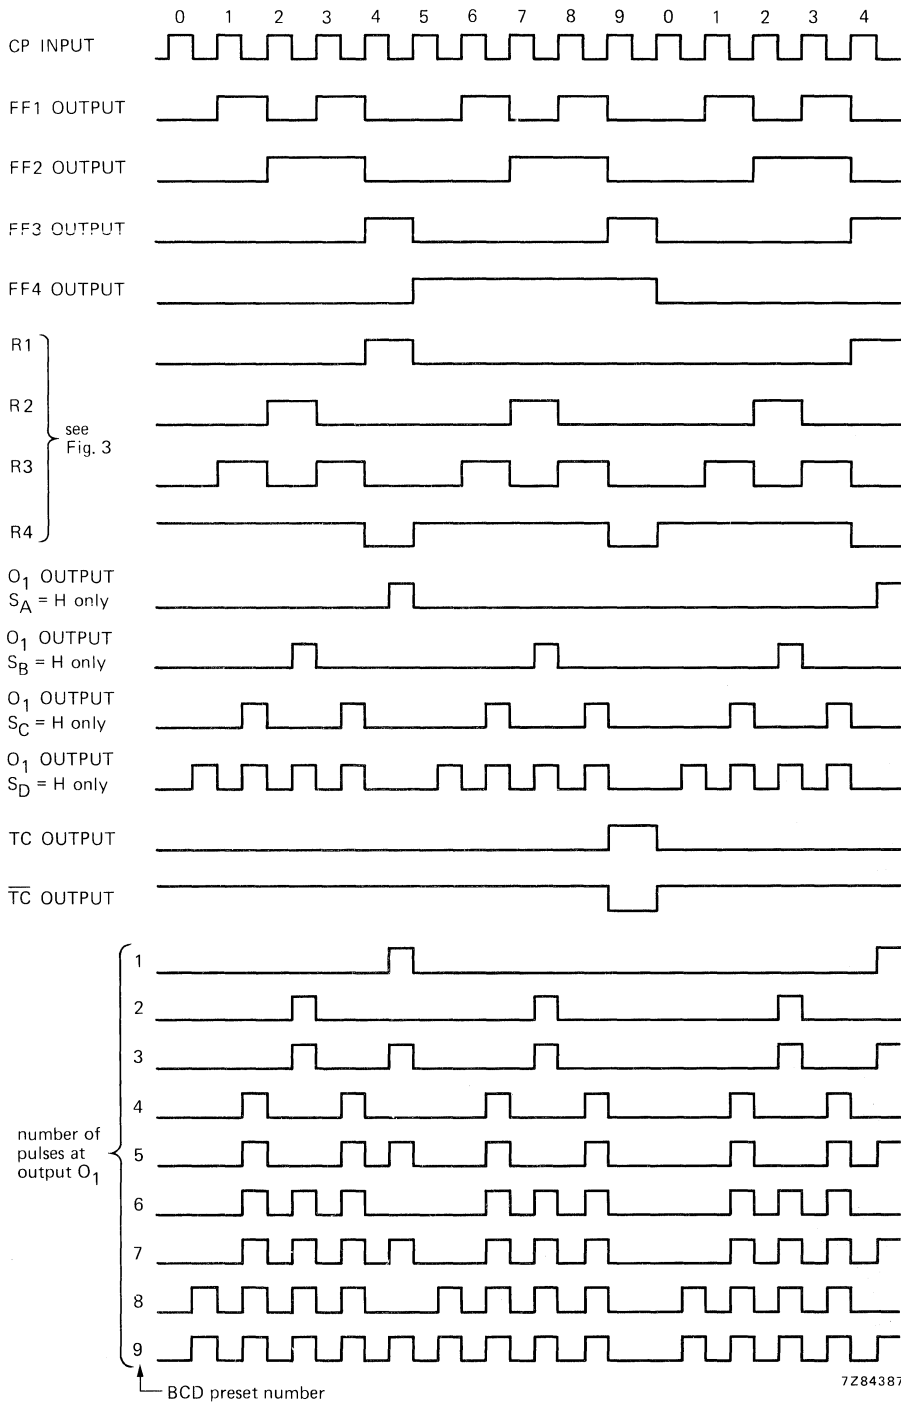 0 1 2 3 4 5 6 7 8 9 0 1 2 3 4
CP INPUT
FF1 OUTPUT
FF2 OUTPUT
FF3 OUTPUT
FF4 OUTPUT
R1
R2
see
Fig. 3
R3
R4
O1 OUTPUT
SA = H only
O1 OUTPUT
SB = H only
O1 OUTPUT
SC = H only
O1 OUTPUT
SD = H only
TC OUTPUT
T̅C̅ OUTPUT
1
2
3
4
number of
pulses at
output O1
5
6
7
8
9
7Z84387
BCD preset number